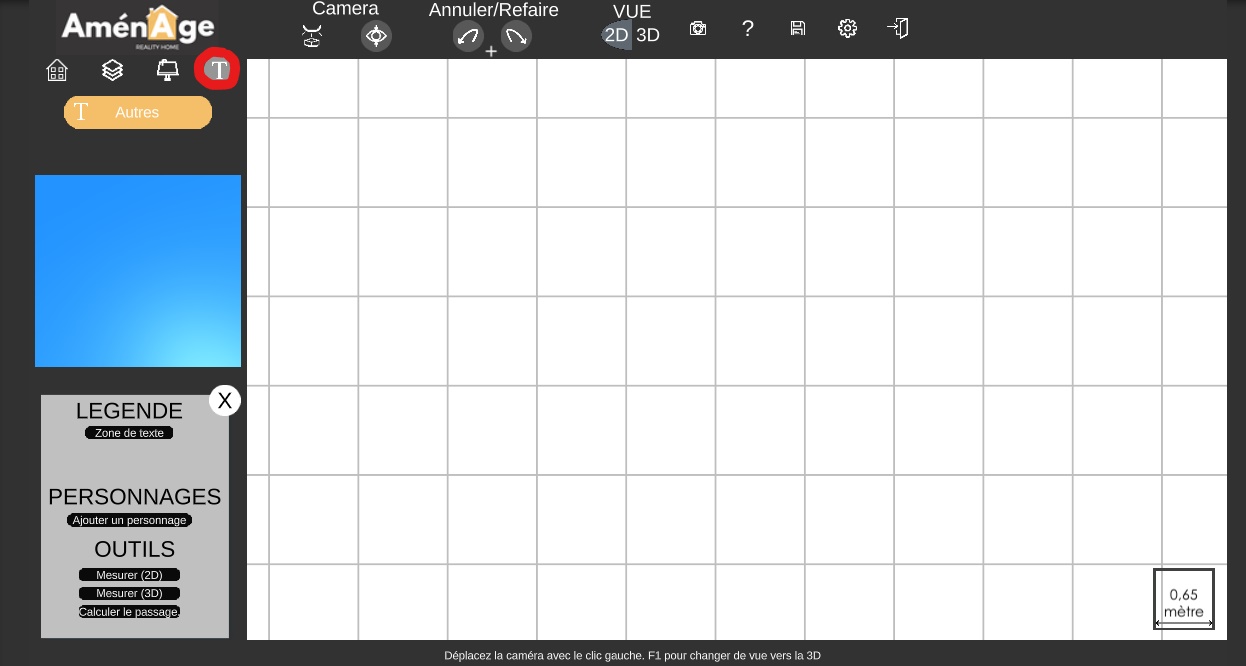 AménAge
REALITY HOME
Camera
Annuler/Refaire
VUE
2D 3D
?
T
T Autres
X
LEGENDE
Zone de texte
PERSONNAGES
Ajouter un personnage
OUTILS
Mesurer (2D)
Mesurer (3D)
Calculer le passage.
0,65
mètre
Déplacez la caméra avec le clic gauche. F1 pour changer de vue vers la 3D